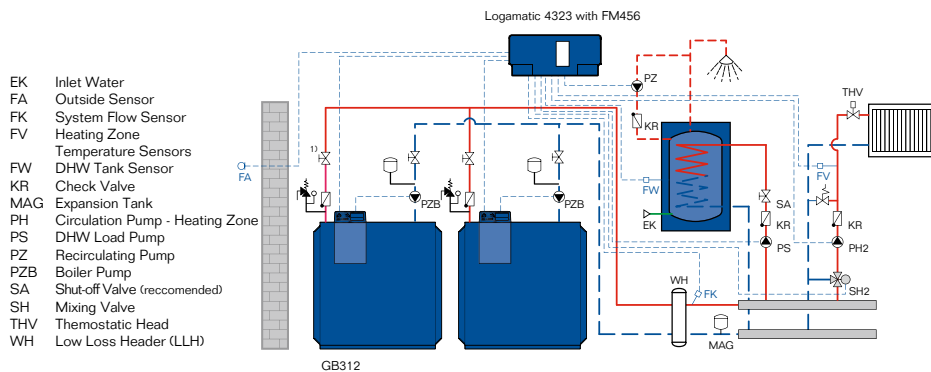 Logamatic 4323 with FM456
EK Inlet Water
FA Outside Sensor
FK System Flow Sensor
FV Heating Zone
Temperature Sensors
FW DHW Tank Sensor
KR Check Valve
MAG Expansion Tank
PH Circulation Pump - Heating Zone
PS DHW Load Pump
PZ Recirculating Pump
PZB Boiler Pump
SA Shut-off Valve (reccomended)
SH Mixing Valve
THV Themostatic Head
WH Low Loss Header (LLH)
FA
1)
PZB
PZB
GB312
PZ
KR
FW
EK
SA
KR
PS
THV
FV
KR
PH2
SH2
WH
FK
MAG